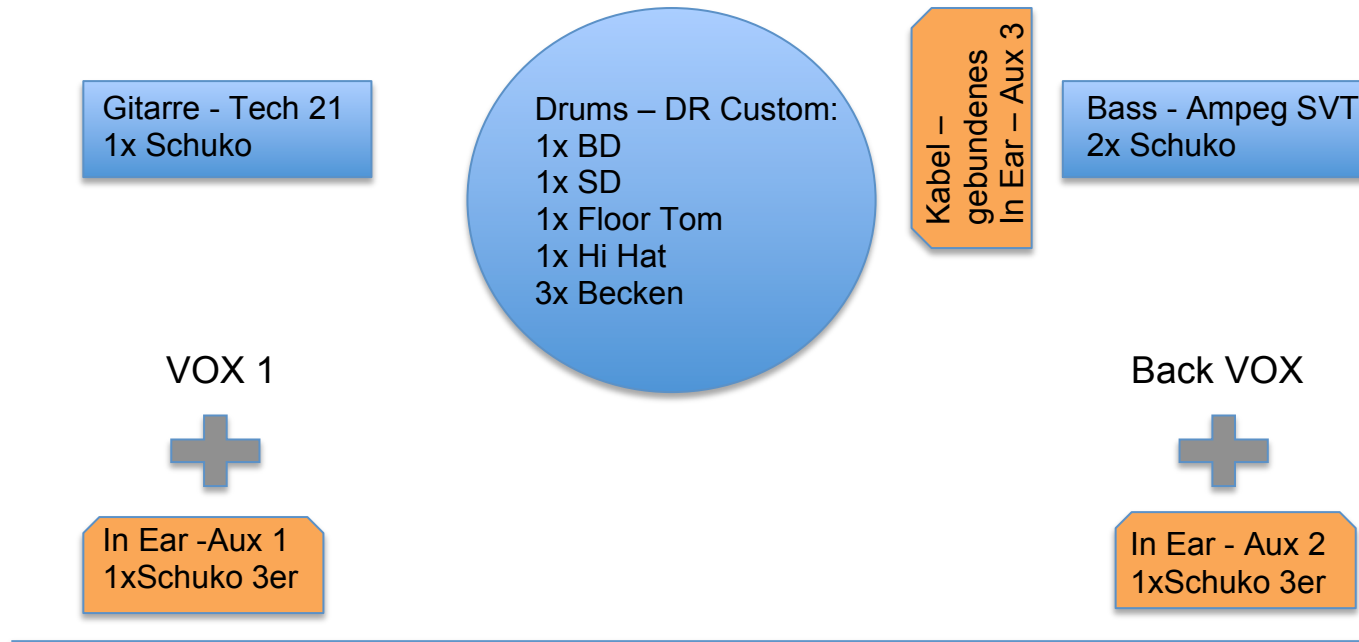 Gitarre - Tech 21
1x Schuko
Drums – DR Custom:
1x BD
1x SD
1x Floor Tom
1x Hi Hat
3x Becken
Kabel –
gebundenes
In Ear – Aux 3
Bass - Ampeg SVT
2x Schuko
VOX 1
Back VOX
In Ear -Aux 1
1xSchuko 3er
In Ear - Aux 2
1xSchuko 3er